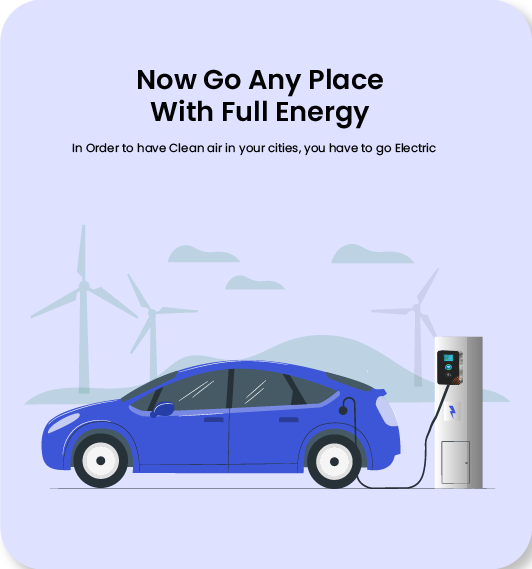 Now Go Any Place
With Full Energy
In Order to have Clean air in your cities, you have to go Electric